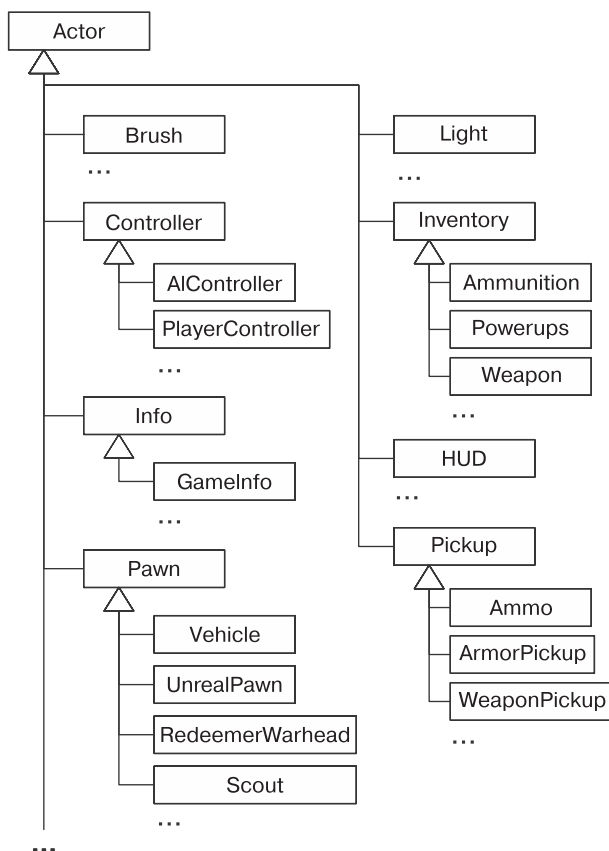 Actor
Brush
...
Controller
AIController
PlayerController
...
Info
GameInfo
...
Pawn
Vehicle
UnrealPawn
RedeemerWarhead
Scout
...
...
Light
...
Inventory
Ammunition
Powerups
Weapon
...
HUD
...
Pickup
Ammo
ArmorPickup
WeaponPickup
...